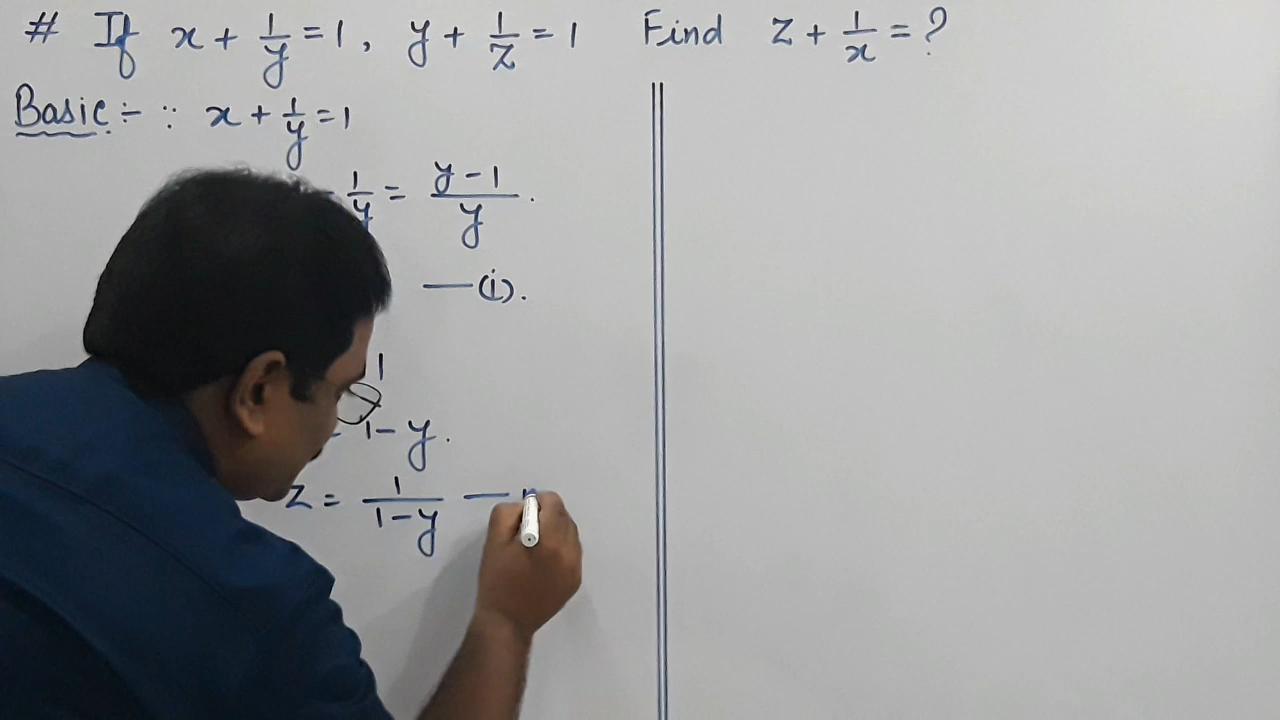 # If x + 1/y = 1, y + 1/z = 1 Find z + 1/x = ?
Basic :- ∵ x + 1/y = 1
1/y = (y - 1)/y .
— (i).
1
1 - y .
z = 1/(1 - y) —